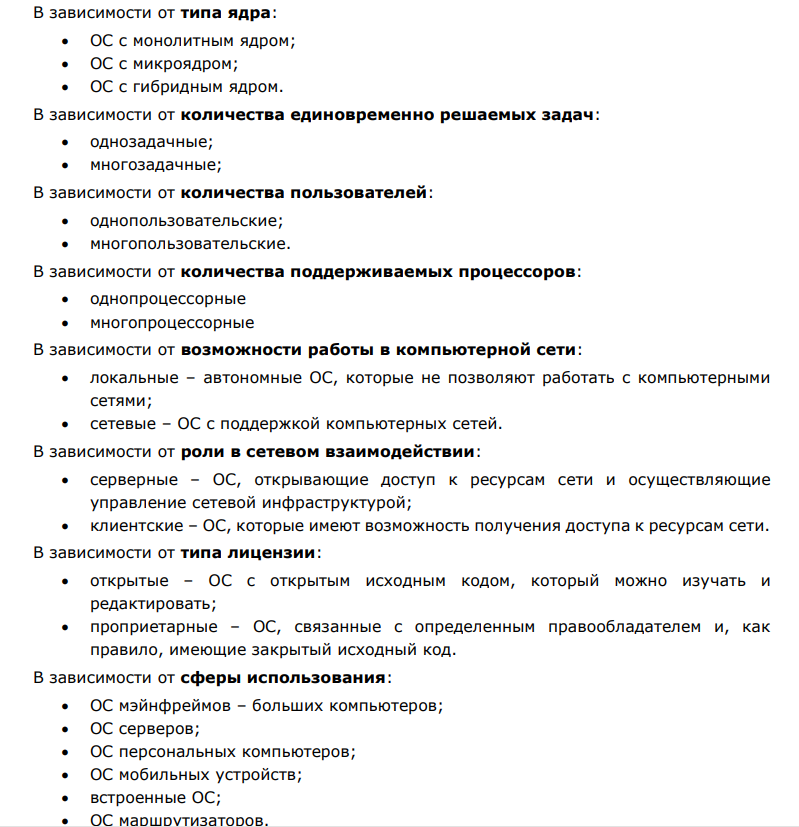 В зависимости от типа ядра:
• ОС с монолитным ядром;
• ОС с микроядром;
• ОС с гибридным ядром.
В зависимости от количества единовременно решаемых задач:
• однозадачные;
• многозадачные;
В зависимости от количества пользователей:
• однопользовательские;
• многопользовательские.
В зависимости от количества поддерживаемых процессоров:
• однопроцессорные
• многопроцессорные
В зависимости от возможности работы в компьютерной сети:
• локальные – автономные ОС, которые не позволяют работать с компьютерными
сетями;
• сетевые – ОС с поддержкой компьютерных сетей.
В зависимости от роли в сетевом взаимодействии:
• серверные – ОС, открывающие доступ к ресурсам сети и осуществляющие
управление сетевой инфраструктурой;
• клиентские – ОС, которые имеют возможность получения доступа к ресурсам сети.
В зависимости от типа лицензии:
• открытые – ОС с открытым исходным кодом, который можно изучать и
редактировать;
• проприетарные – ОС, связанные с определенным правообладателем и, как
правило, имеющие закрытый исходный код.
В зависимости от сферы использования:
• ОС мэйнфреймов – больших компьютеров;
• ОС серверов;
• ОС персональных компьютеров;
• ОС мобильных устройств;
• встроенные ОС;
• ОС маршрутизаторов.